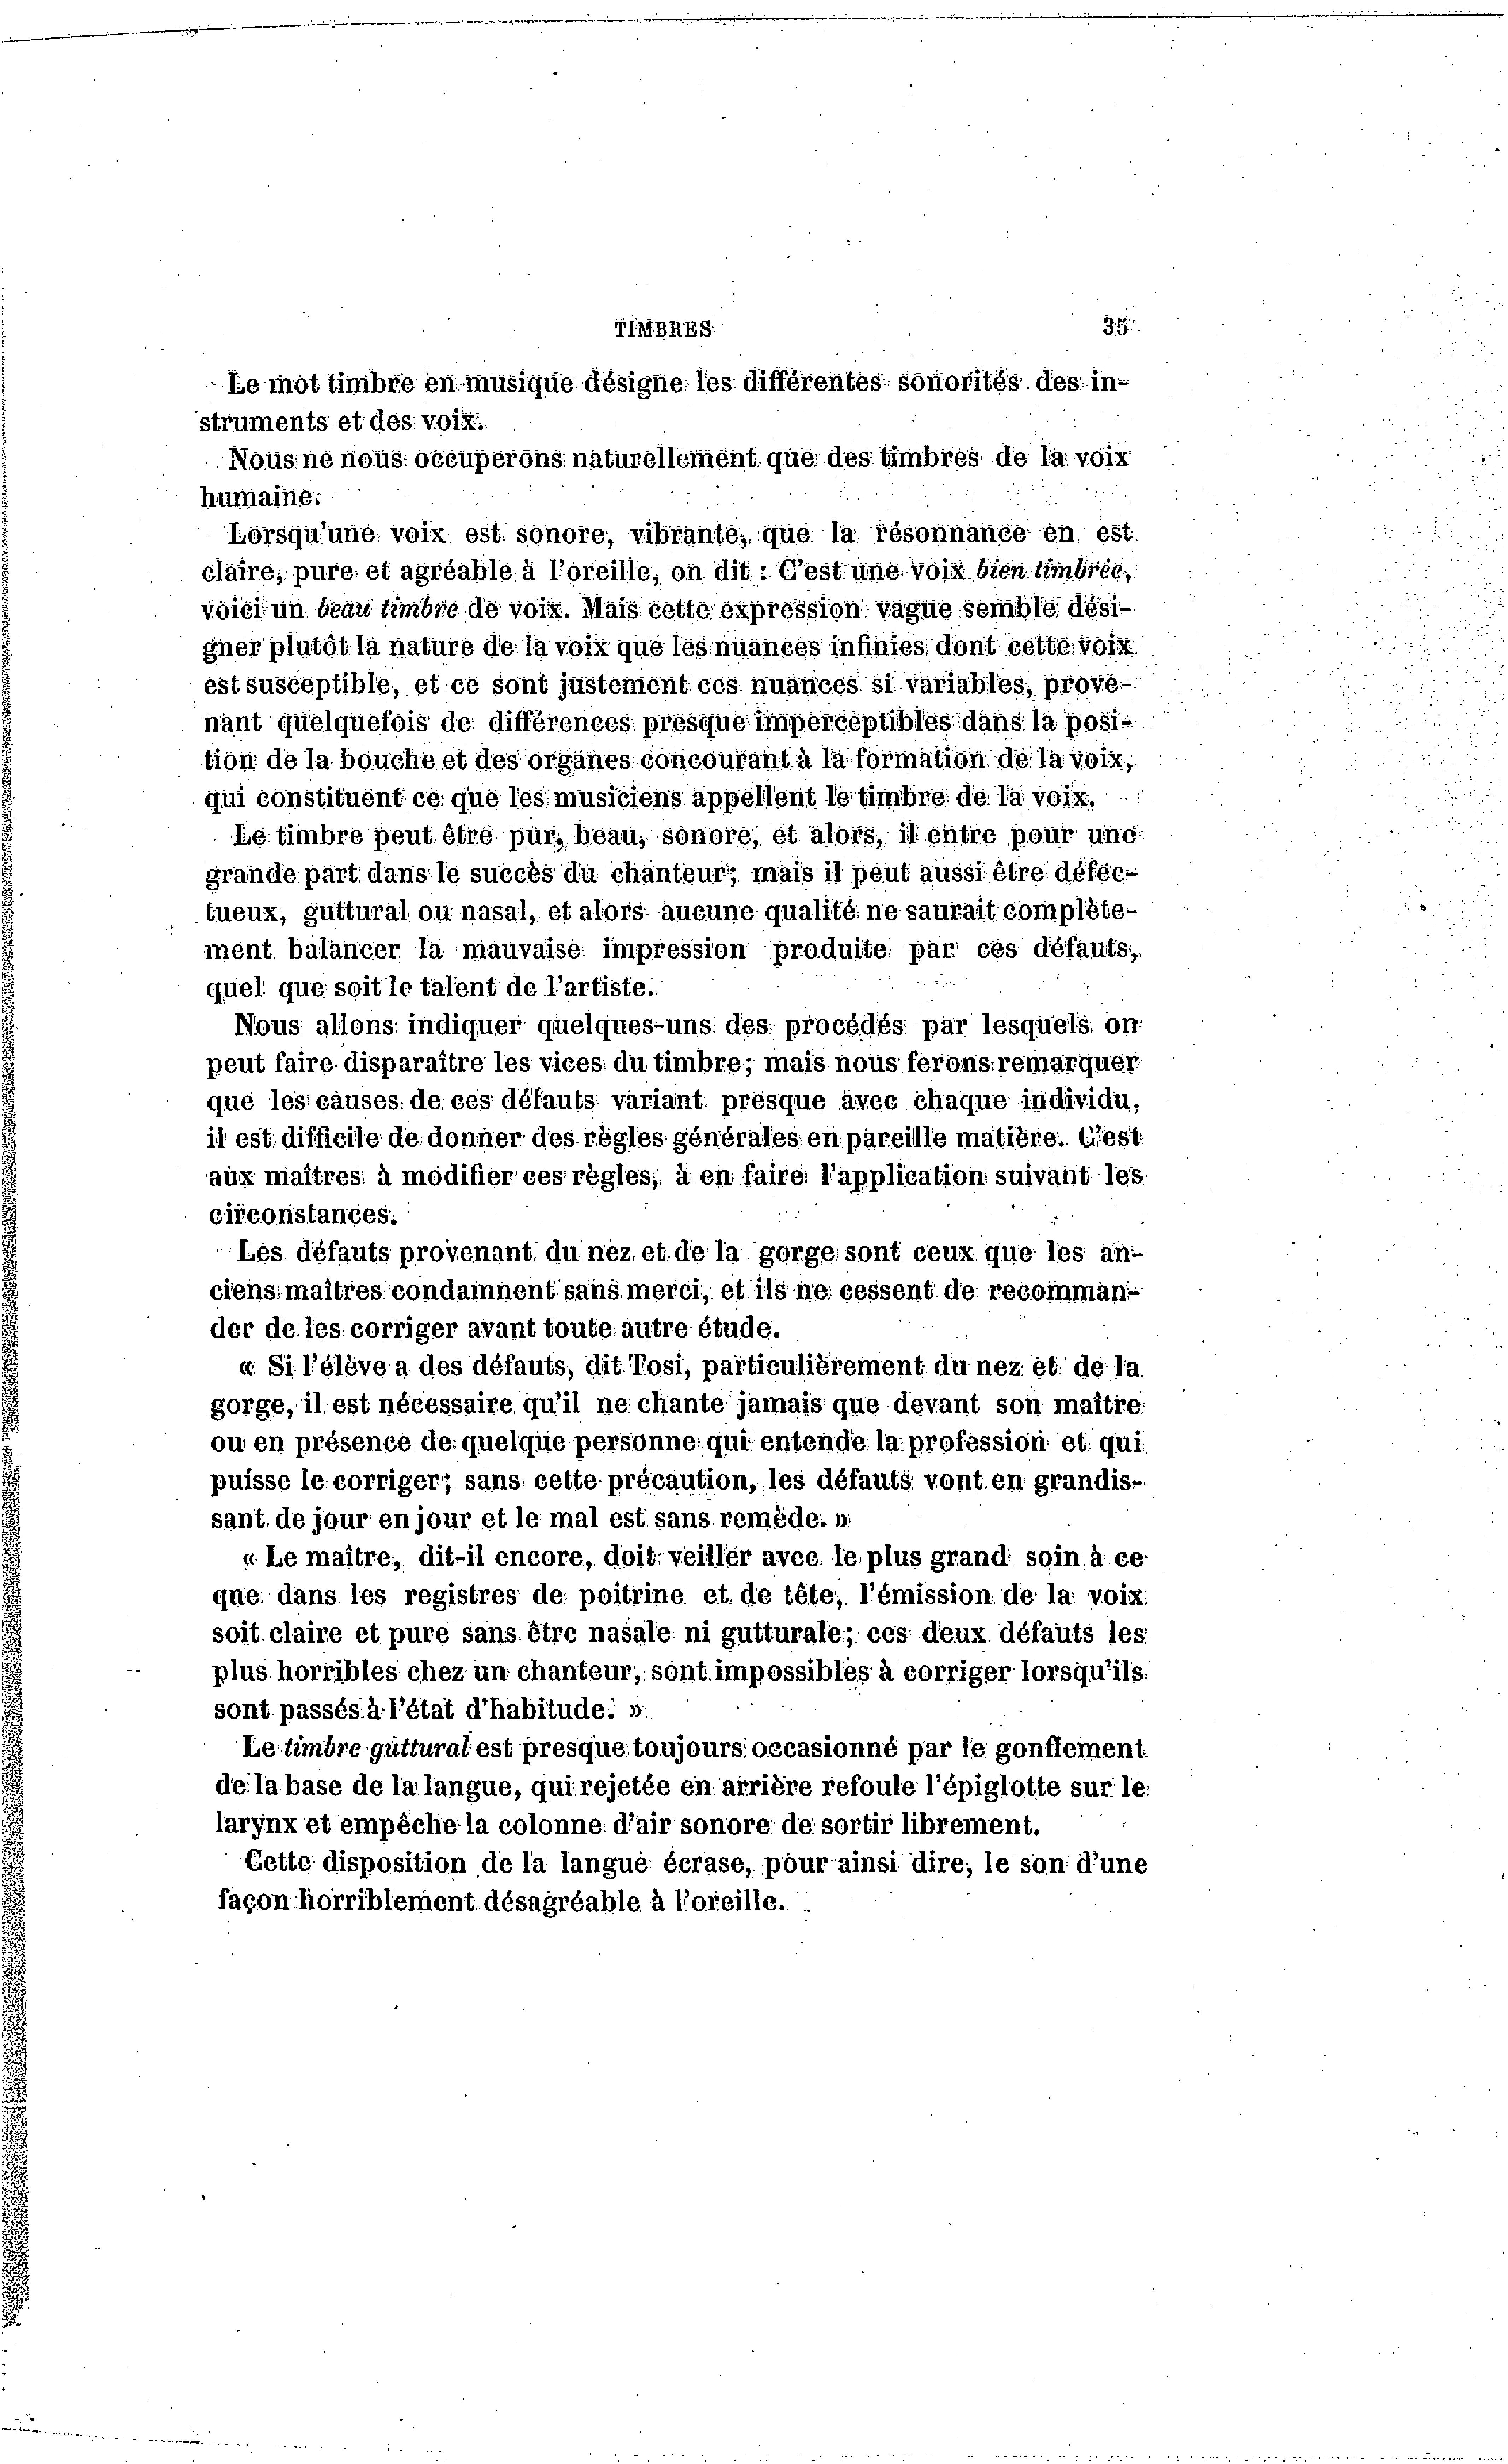 TIMBRES. 35
Le mot timbre en musique désigne les différentes sonorités des in-
struments et des voix.
Nous ne nous occuperons naturellement que des timbres de la voix
humaine.
Lorsqu'une voix est sonore, vibrante, que la résonnance en est
claire, pure et agréable à l'oreille, on dit : C'est une voix bien timbrée,
voici un beau timbre de voix. Mais cette expression vague semble dési-
gner plutôt la nature de la voix que les nuances infinies dont cette voix
est susceptible, et ce sont justement ces nuances si variables, prove-
nant quelquefois de différences presque imperceptibles dans la posi-
tion de la bouche et des organes concourant à la formation de la voix,
qui constituent ce que les musiciens appellent le timbre de la voix.
Le timbre peut être pur, beau, sonore, et alors, il entre pour une
grande part dans le succès du chanteur; mais il peut aussi être défec-
tueux, guttural ou nasal, et alors aucune qualité ne saurait complète-
ment balancer la mauvaise impression produite par ces défauts,
quel que soit le talent de l'artiste.
Nous allons indiquer quelques-uns des procédés par lesquels on
peut faire disparaître les vices du timbre; mais nous ferons remarquer
que les causes de ces défauts variant presque avec chaque individu,
il est difficile de donner des règles générales en pareille matière. C'est
aux maîtres à modifier ces règles, à en faire l'application suivant les
circonstances.
Les défauts provenant du nez et de la gorge sont ceux que les an-
ciens maîtres condamnent sans merci, et ils ne cessent de recomman-
der de les corriger avant toute autre étude.
« Si l'élève a des défauts, dit Tosi, particulièrement du nez et de la
gorge, il est nécessaire qu'il ne chante jamais que devant son maître
ou en présence de quelque personne qui entende la profession et qui
puisse le corriger; sans cette précaution, les défauts vont en grandis-
sant de jour en jour et le mal est sans remède. »
« Le maître, dit-il encore, doit veiller avec le plus grand soin à ce
que dans les registres de poitrine et de tête, l'émission de la voix
soit claire et pure sans être nasale ni gutturale; ces deux défauts les
plus horribles chez un chanteur, sont impossibles à corriger lorsqu'ils
sont passés à l'état d'habitude. »
Le timbre guttural est presque toujours occasionné par le gonflement
de la base de la langue, qui rejetée en arrière refoule l'épiglotte sur le
larynx et empêche la colonne d'air sonore de sortir librement.
Cette disposition de la langue écrase, pour ainsi dire, le son d'une
façon horriblement désagréable à l'oreille.